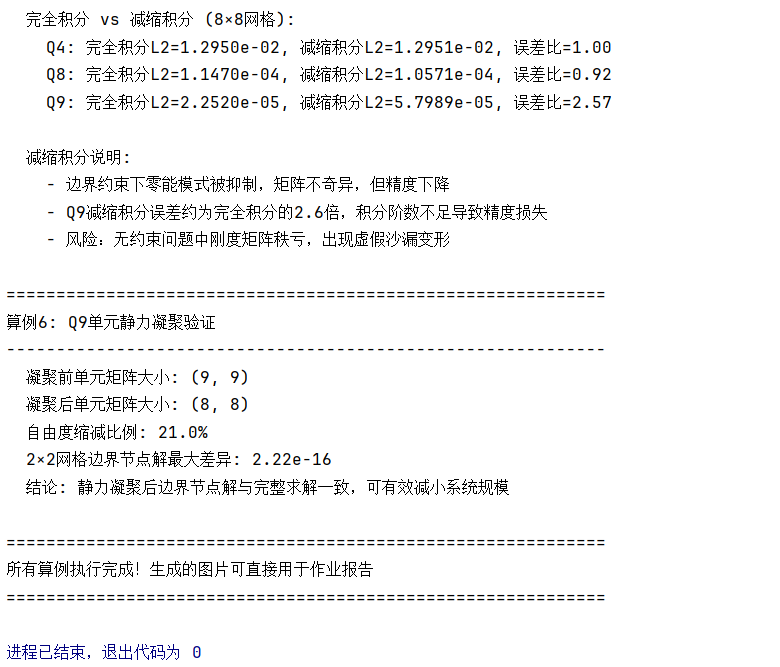 完全积分 vs 减缩积分 (8×8网格):
Q4: 完全积分L2=1.2950e-02, 减缩积分L2=1.2951e-02, 误差比=1.00
Q8: 完全积分L2=1.1470e-04, 减缩积分L2=1.0571e-04, 误差比=0.92
Q9: 完全积分L2=2.2520e-05, 减缩积分L2=5.7989e-05, 误差比=2.57
减缩积分说明:
- 边界约束下零能模式被抑制，矩阵不奇异，但精度下降
- Q9减缩积分误差约为完全积分的2.6倍，积分阶数不足导致精度损失
- 风险: 无约束问题中刚度矩阵秩亏，出现虚假沙漏变形
============================================================
算例6: Q9单元静力凝聚验证
------------------------------------------------------------
凝聚前单元矩阵大小: (9, 9)
凝聚后单元矩阵大小: (8, 8)
自由度缩减比例: 21.0%
2×2网格边界节点解最大差异: 2.22e-16
结论: 静力凝聚后边界节点解与完整求解一致，可有效减小系统规模
============================================================
所有算例执行完成! 生成的图片可直接用于作业报告
============================================================
进程已结束，退出代码为 0